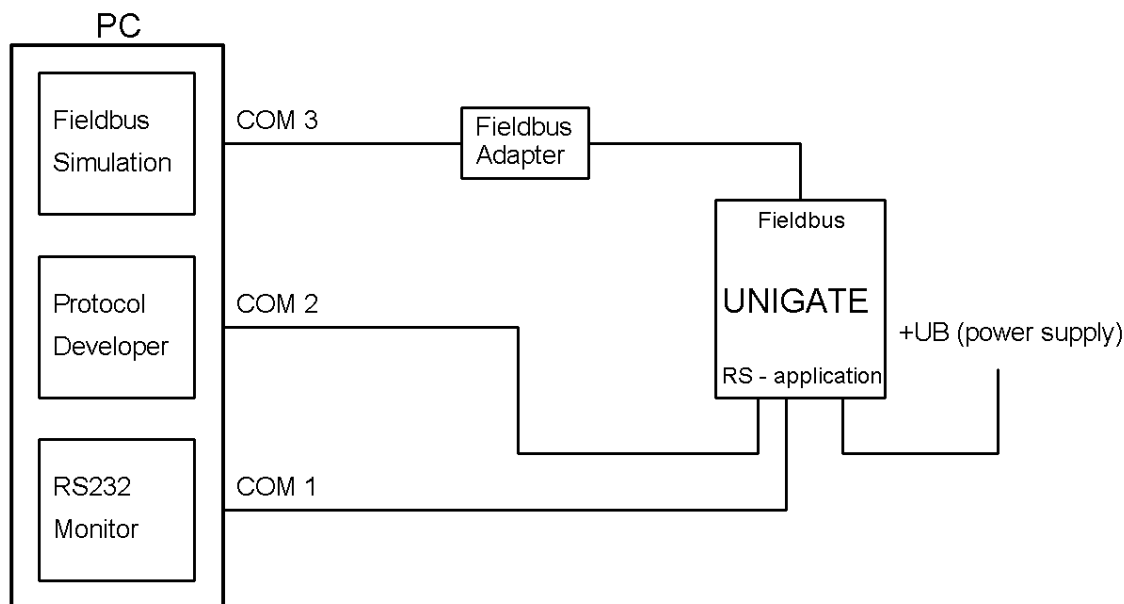 PC
Fieldbus
Simulation
COM 3
Fieldbus
Adapter
Fieldbus
UNIGATE
RS - application
+UB (power supply)
Protocol
Developer
COM 2
RS232
Monitor
COM 1